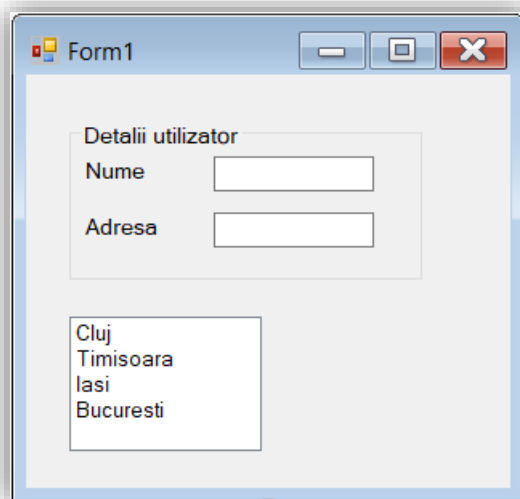 Form1
Detalii utilizator
Nume
Adresa
Cluj
Timisoara
Iasi
Bucuresti